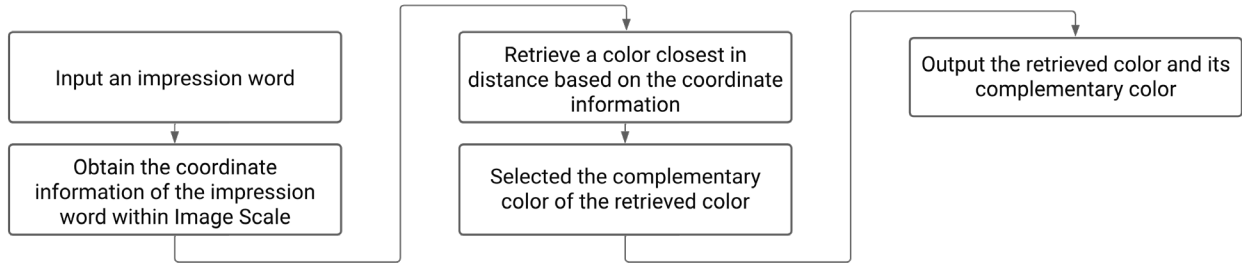 Input an impression word
Obtain the coordinate
information of the impression
word within Image Scale
Retrieve a color closest in
distance based on the coordinate
information
Selected the complementary
color of the retrieved color
Output the retrieved color and its
complementary color